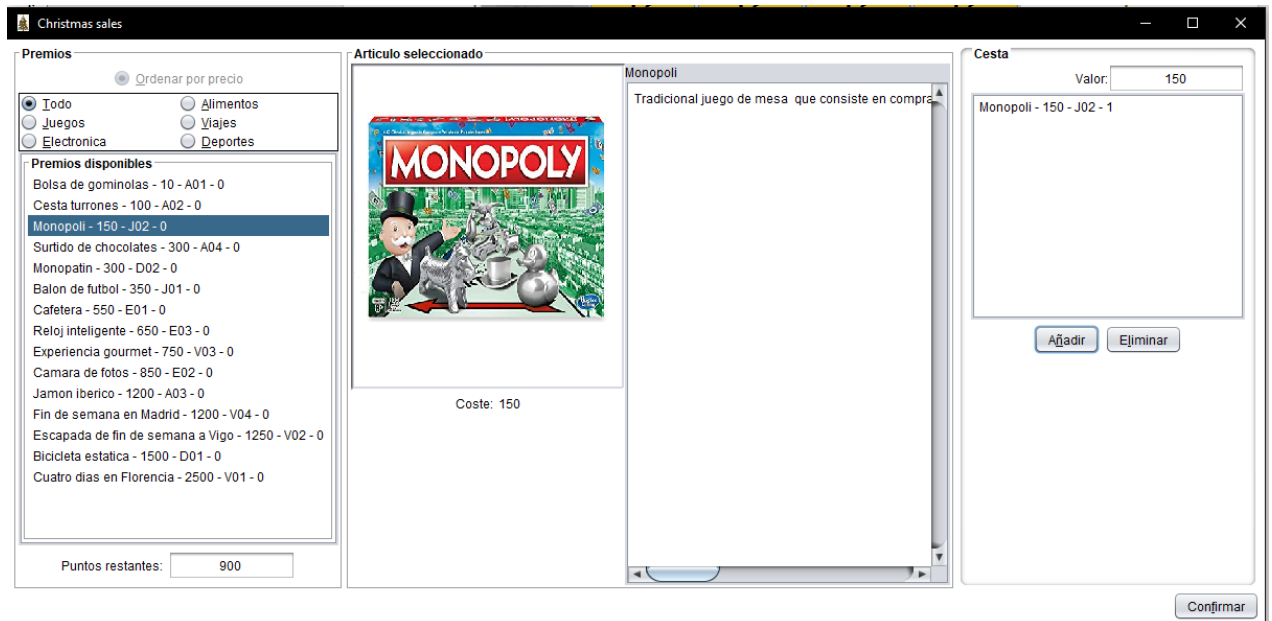 Christmas sales
Premios
Ordenar por precio
Todo
Alimentos
Juegos
Viajes
Electronica
Deportes
Premios disponibles
Bolsa de gominolas - 10 - A01 - 0
Cesta turrones - 100 - A02 - 0
Monopoli - 150 - J02 - 0
Surtido de chocolates - 300 - A04 - 0
Monopatin - 300 - D02 - 0
Balon de futbol - 350 - J01 - 0
Cafetera - 550 - E01 - 0
Reloj inteligente - 650 - E03 - 0
Experiencia gourmet - 750 - V03 - 0
Camara de fotos - 850 - E02 - 0
Jamon iberico - 1200 - A03 - 0
Fin de semana en Madrid - 1200 - V04 - 0
Escapada de fin de semana a Vigo - 1250 - V02 - 0
Bicicleta estatica - 1500 - D01 - 0
Cuatro dias en Florencia - 2500 - V01 - 0
Puntos restantes: 900
Articulo seleccionado
MONOPOLY
Coste: 150
Monopoli
Tradicional juego de mesa que consiste en compra
Cesta
Valor: 150
Monopoli - 150 - J02 - 1
Añadir
Eliminar
Confirmar